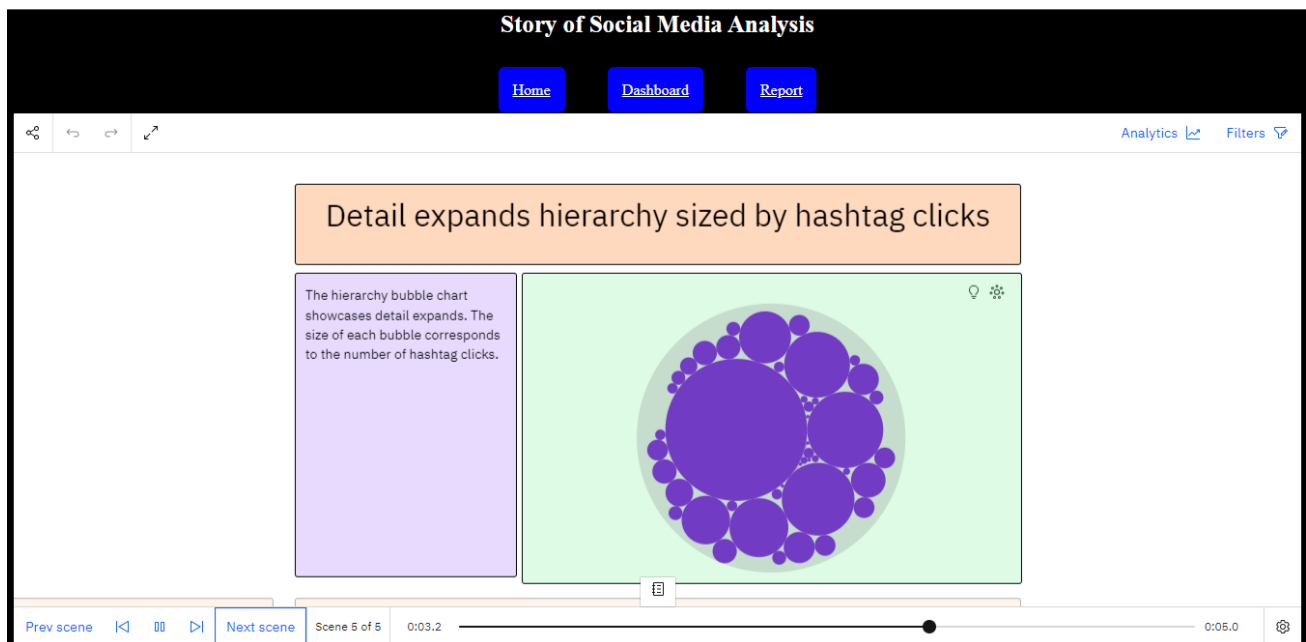 Story of Social Media Analysis
Home Dashboard Report
Analytics Filters
Detail expands hierarchy sized by hashtag clicks
The hierarchy bubble chart
showcases detail expands. The
size of each bubble corresponds
to the number of hashtag clicks.
Prev scene Next scene Scene 5 of 5 0:03.2 0:05.0